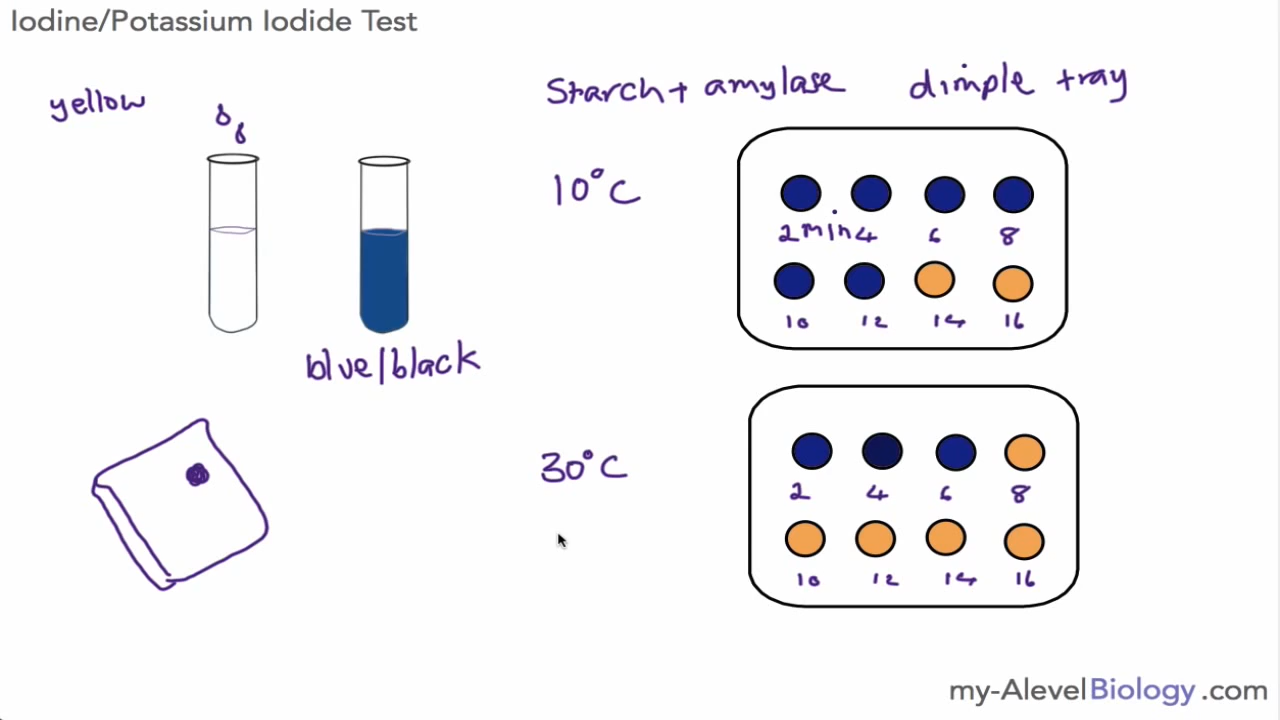 Iodine/Potassium Iodide Test
yellow
Starch + amylase dimple tray
10°C
2 min 4 6 8
10 12 14 16
blue/black
30°C
2 4 6 8
10 12 14 16
my-AlevelBiology.com